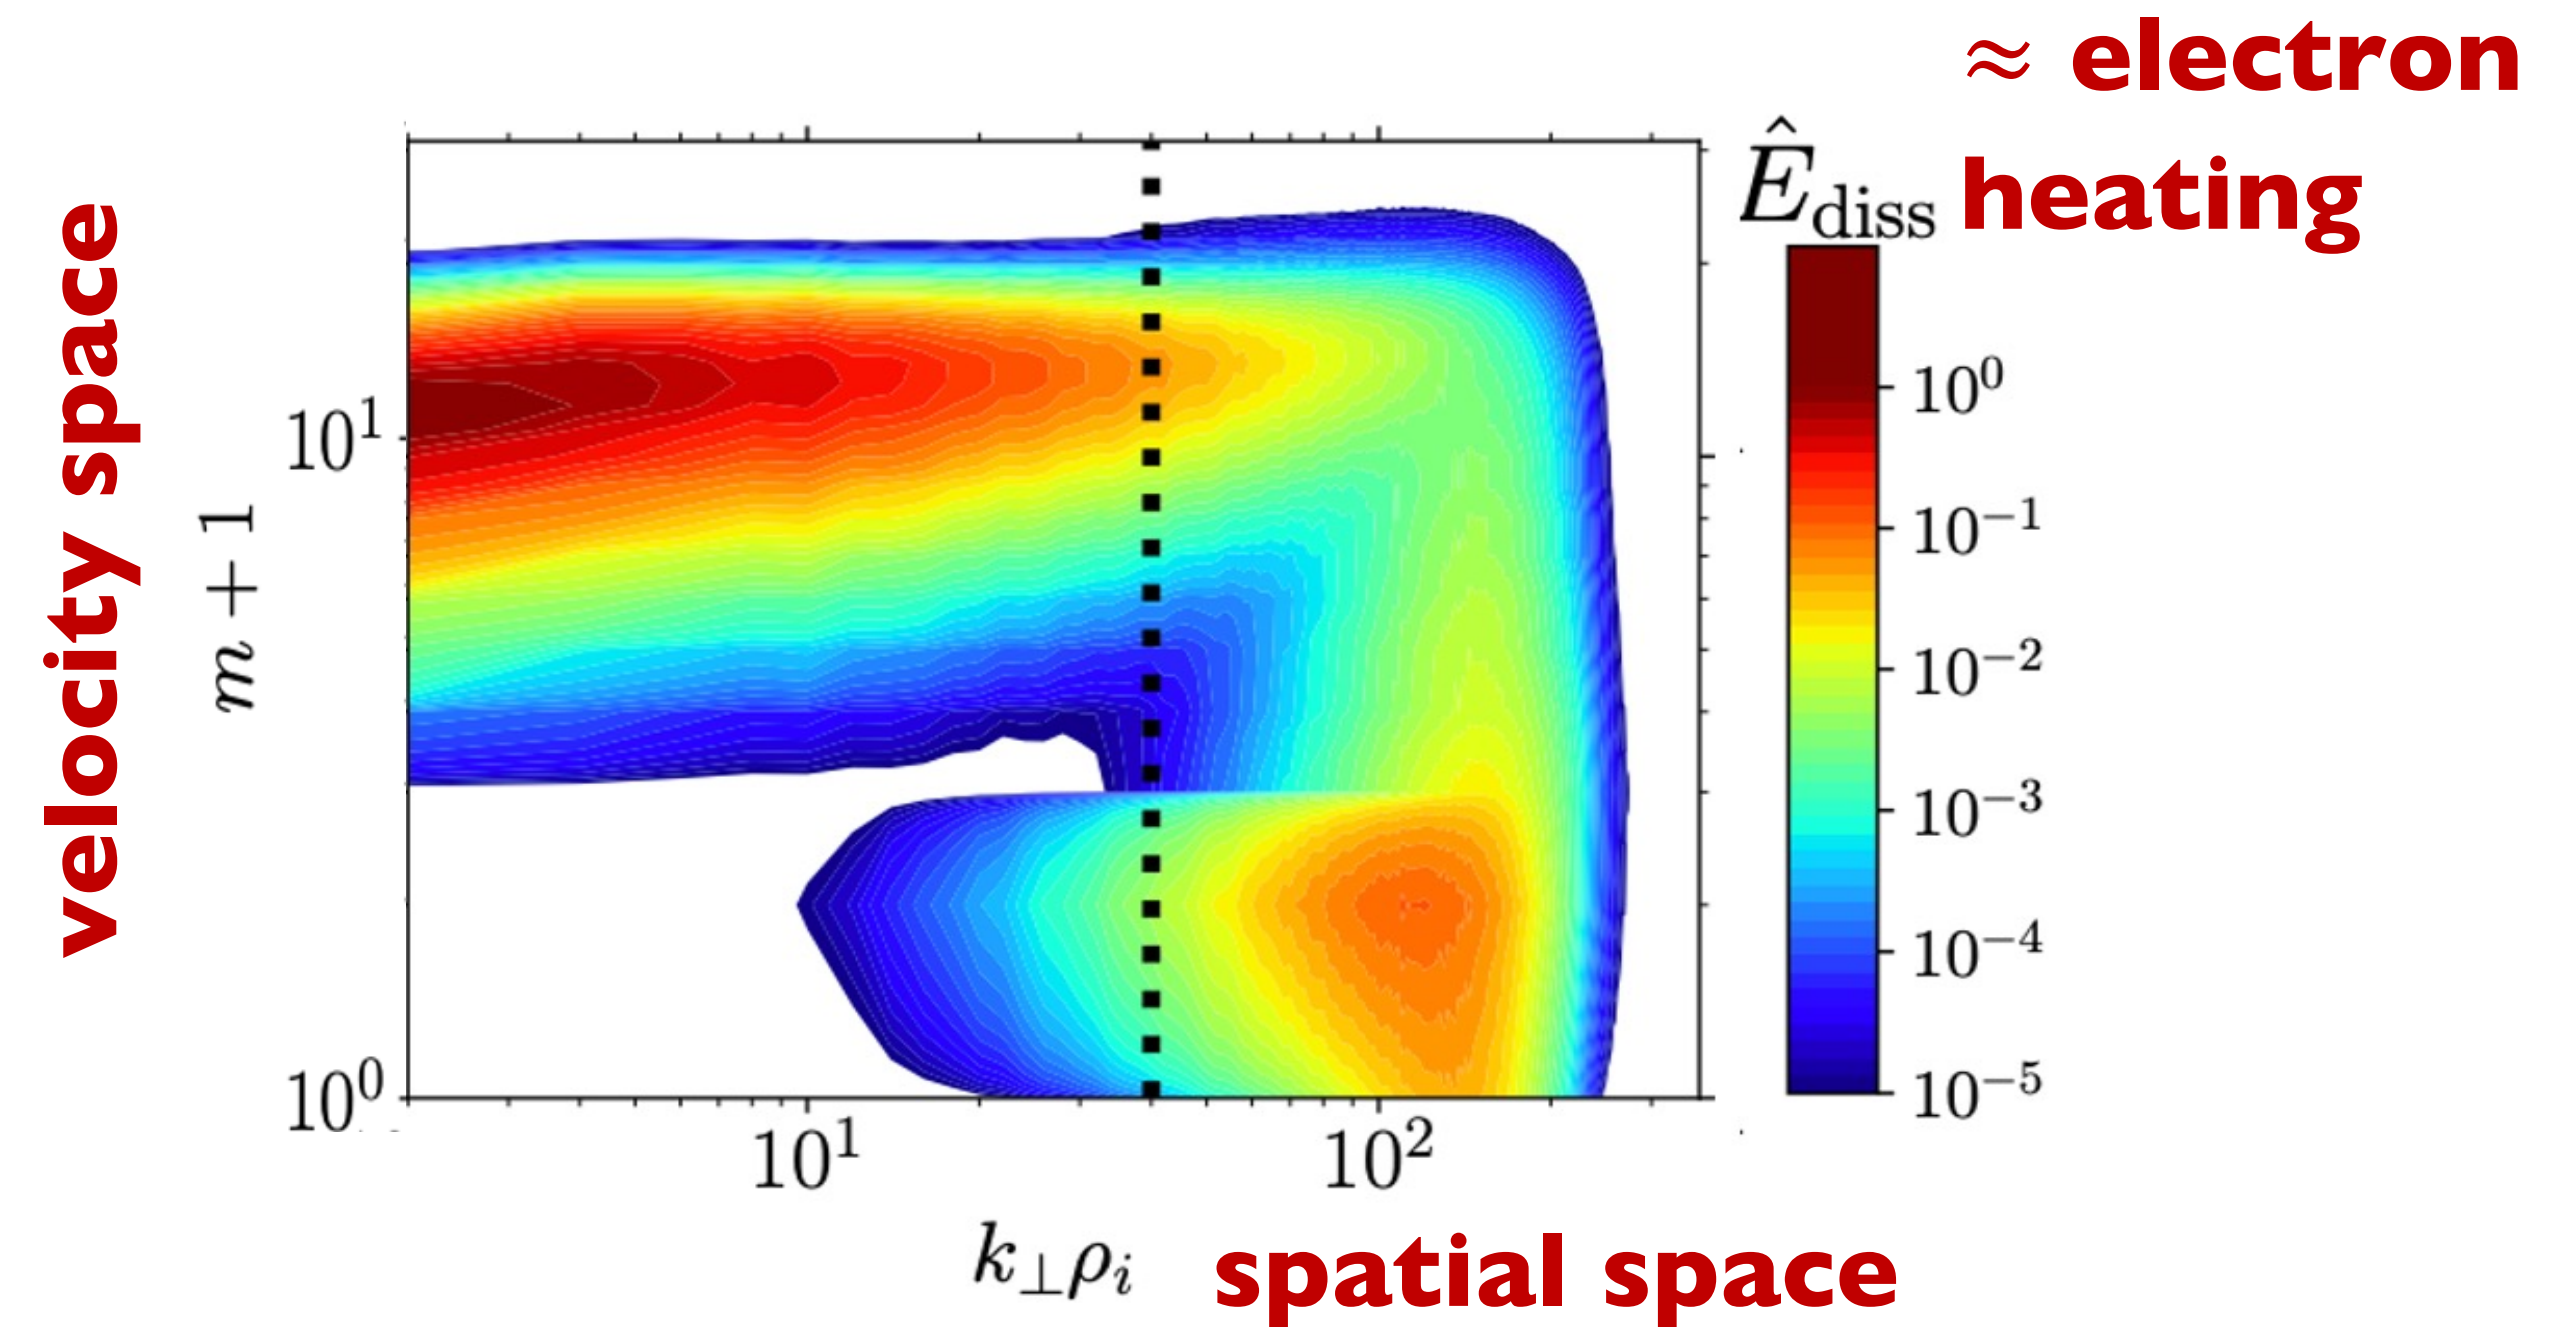 ≈ electron
heating
Ê_diss
velocity space
m + 1
10^1
10^0
10^0
10^−1
10^−2
10^−3
10^−4
10^−5
10^1
10^2
k_⊥ρ_i
spatial space